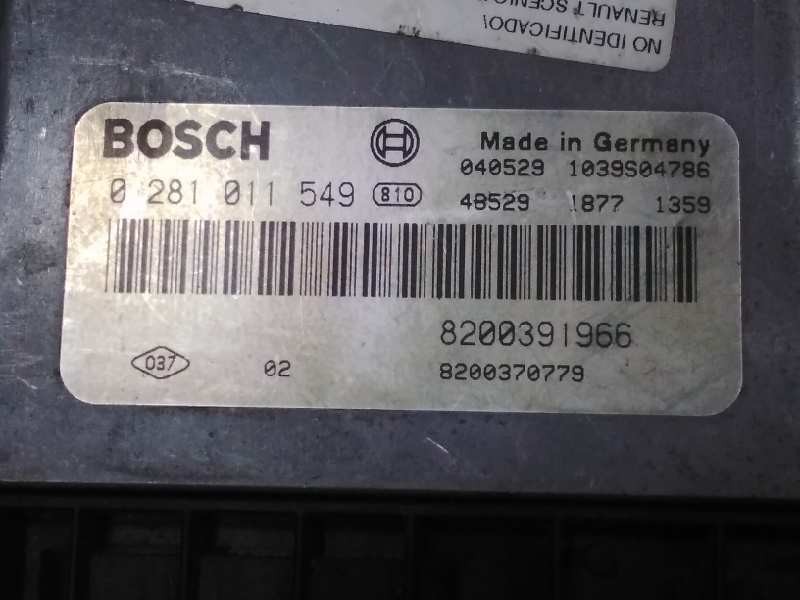 NO IDENTIFICADO/
RENAULT SCENIC
BOSCH
Made in Germany
040529 1039S04786
0 281 011 549 810
48529 1877 1359
8200391966
037 02 8200370779